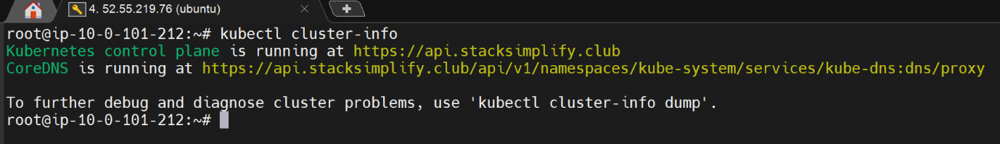 4. 52.55.219.76 (ubuntu)
root@ip-10-0-101-212:~# kubectl cluster-info
Kubernetes control plane is running at https://api.stacksimplify.club
CoreDNS is running at https://api.stacksimplify.club/api/v1/namespaces/kube-system/services/kube-dns:dns/proxy
To further debug and diagnose cluster problems, use 'kubectl cluster-info dump'.
root@ip-10-0-101-212:~#